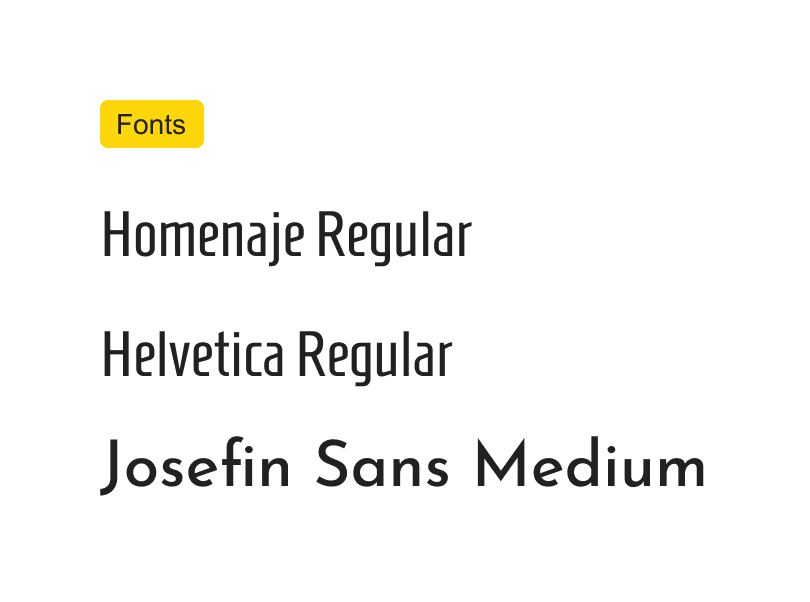 Fonts
Homenaje Regular
Helvetica Regular
Josefin Sans Medium